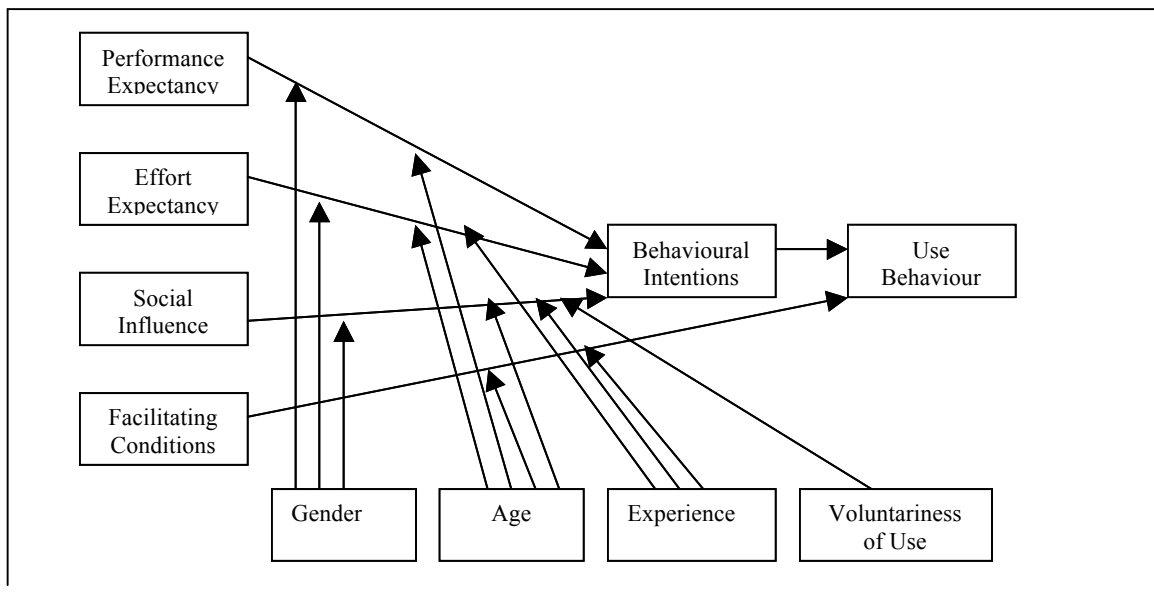 Performance
Expectancy
Effort
Expectancy
Behavioural
Intentions
Use
Behaviour
Social
Influence
Facilitating
Conditions
Gender
Age
Experience
Voluntariness
of Use